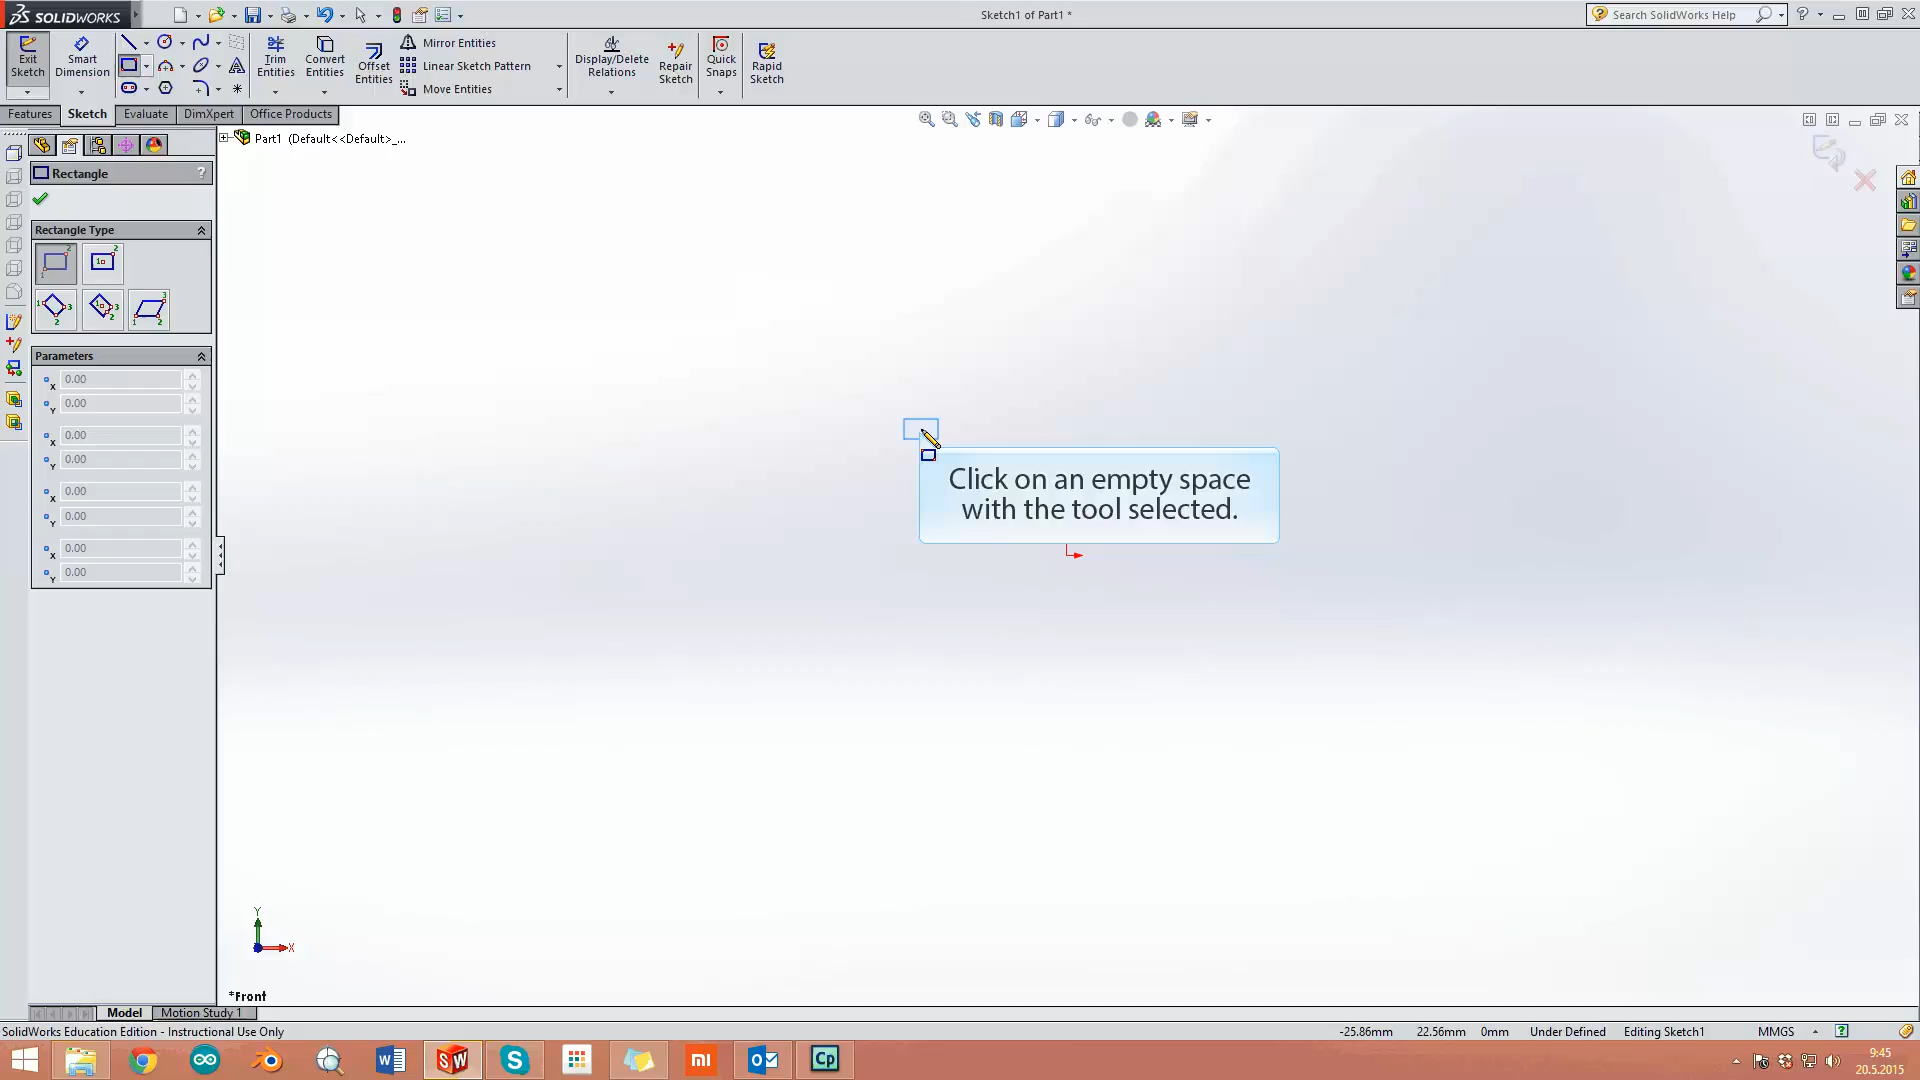 SOLIDWORKS
Sketch1 of Part1 *
Search SolidWorks Help
Exit Sketch
Smart Dimension
Trim Entities
Convert Entities
Offset Entities
Mirror Entities
Linear Sketch Pattern
Move Entities
Display/Delete Relations
Repair Sketch
Quick Snaps
Rapid Sketch
Features
Sketch
Evaluate
DimXpert
Office Products
Part1 (Default<<Default>_...
Rectangle
?
Rectangle Type
Parameters
x 0.00
Y 0.00
x 0.00
Y 0.00
x 0.00
Y 0.00
x 0.00
Y 0.00
Click on an empty space
with the tool selected.
Y
X
*Front
Model
Motion Study 1
SolidWorks Education Edition - Instructional Use Only
-25.86mm
22.56mm
0mm
Under Defined
Editing Sketch1
MMGS
?
SW
S
mi
Cp
9:45
20.5.2015